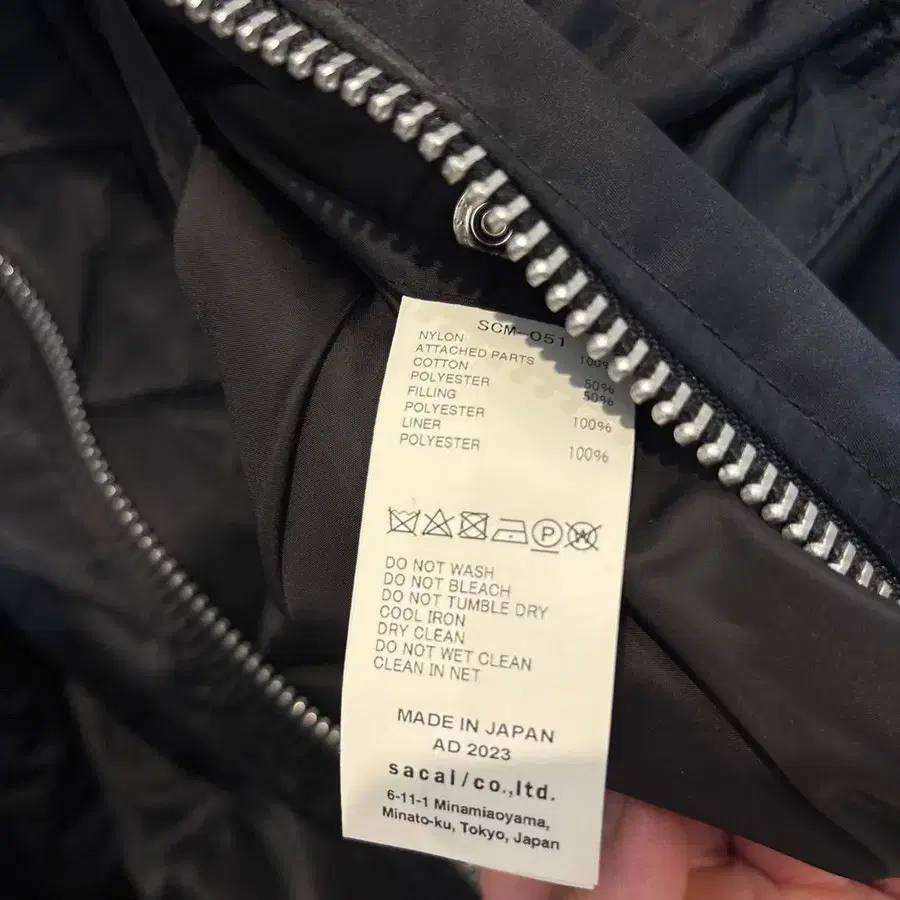 SCM-051
NYLON 100%
ATTACHED PARTS
COTTON 50%
POLYESTER 50%
FILLING
POLYESTER 100%
LINER
POLYESTER 100%
P W
DO NOT WASH
DO NOT BLEACH
DO NOT TUMBLE DRY
COOL IRON
DRY CLEAN
DO NOT WET CLEAN
CLEAN IN NET
MADE IN JAPAN
AD 2023
sacai/co.,ltd.
6-11-1 Minamiaoyama,
Minato-ku, Tokyo, Japan